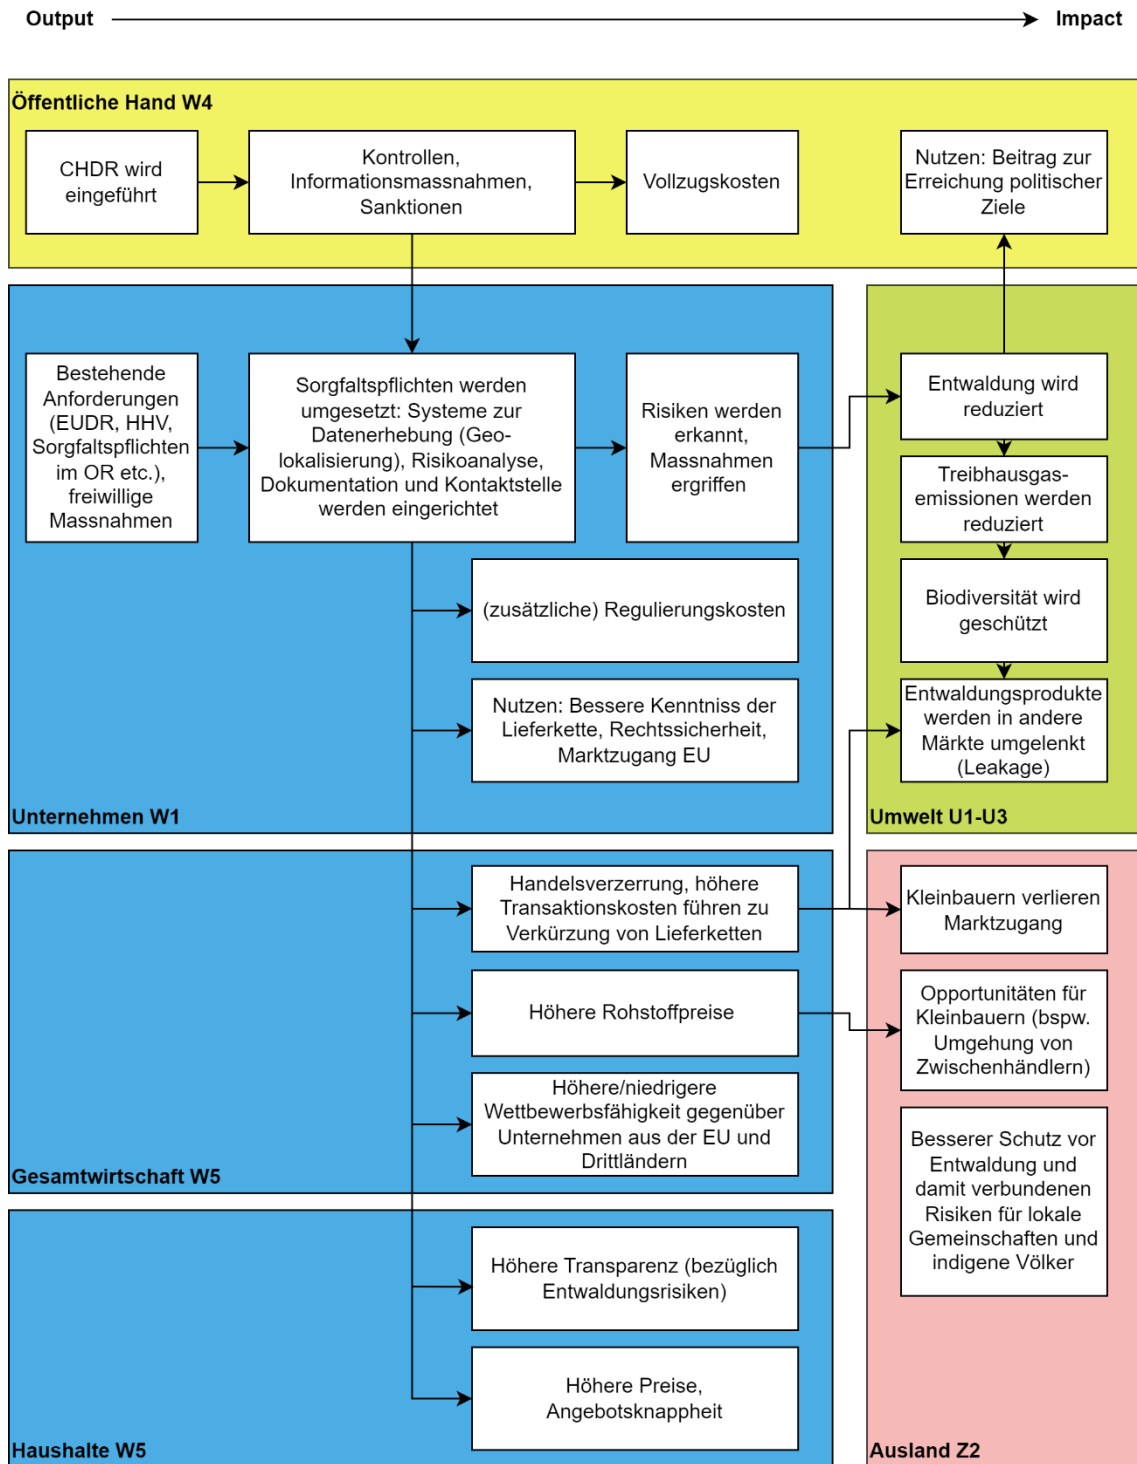 Output
Impact
Öffentliche Hand W4
CHDR wird
eingeführt
Kontrollen,
Informationsmassnahmen,
Sanktionen
Vollzugskosten
Nutzen: Beitrag zur
Erreichung politischer
Ziele
Bestehende
Anforderungen
(EUDR, HHV,
Sorgfaltspflichten
im OR etc.),
freiwillige
Massnahmen
Sorgfaltspflichten werden
umgesetzt: Systeme zur
Datenerhebung (Geo-
lokalisierung), Risikoanalyse,
Dokumentation und Kontaktstelle
werden eingerichtet
Risiken werden
erkannt,
Massnahmen
ergriffen
(zusätzliche) Regulierungskosten
Nutzen: Bessere Kenntniss der
Lieferkette, Rechtssicherheit,
Marktzugang EU
Unternehmen W1
Entwaldung wird
reduziert
Treibhausgas-
emissionen werden
reduziert
Biodiversität wird
geschützt
Entwaldungsprodukte
werden in andere
Märkte umgelenkt
(Leakage)
Umwelt U1-U3
Handelsverzerrung, höhere
Transaktionskosten führen zu
Verkürzung von Lieferketten
Höhere Rohstoffpreise
Höhere/niedrigere
Wettbewerbsfähigkeit gegenüber
Unternehmen aus der EU und
Drittländern
Gesamtwirtschaft W5
Höhere Transparenz (bezüglich
Entwaldungsrisiken)
Höhere Preise,
Angebotsknappheit
Haushalte W5
Kleinbauern verlieren
Marktzugang
Opportunitäten für
Kleinbauern (bspw.
Umgehung von
Zwischenhändlern)
Besserer Schutz vor
Entwaldung und
damit verbundenen
Risiken für lokale
Gemeinschaften und
indigene Völker
Ausland Z2